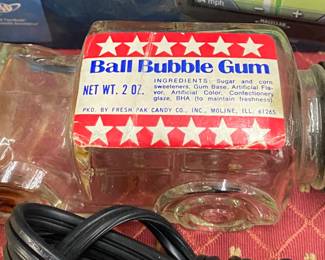 mph
Ball Bubble Gum
NET WT. 2 OZ.
INGREDIENTS: Sugar and corn
sweeteners, Gum Base, Artificial Fla-
vor, Artificial Color, Confectionery
glaze, BHA (to maintain freshness).
PKD. BY FRESH PAK CANDY CO., INC., MOLINE, ILL. 61265